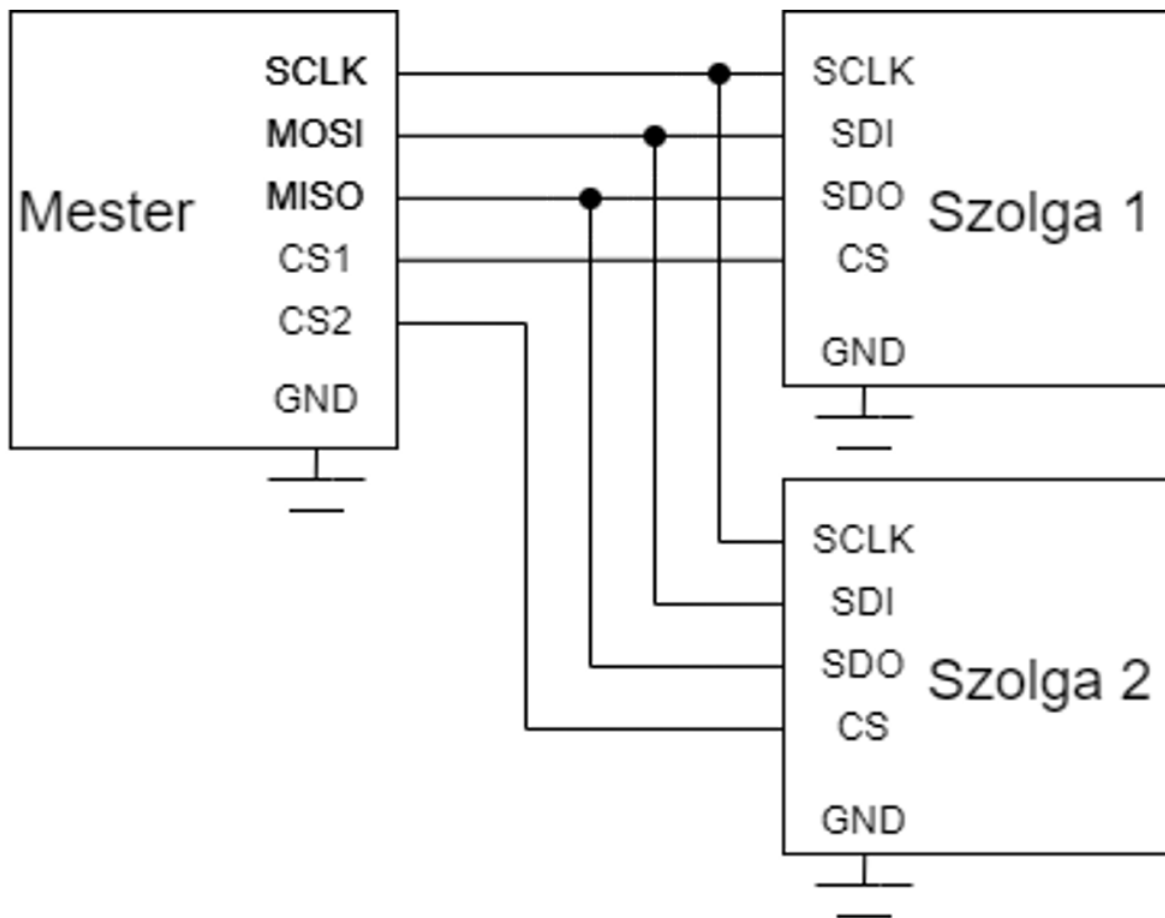 Mester
SCLK
MOSI
MISO
CS1
CS2
GND
SCLK
SDI
SDO
CS
GND
Szolga 1
SCLK
SDI
SDO
CS
GND
Szolga 2